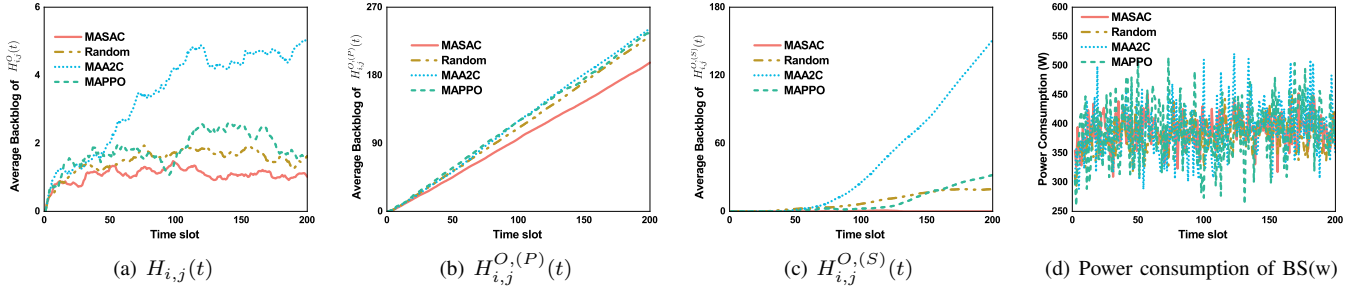 Average Backblog of H^O_{i,j}(t)
6
4
2
0
0 50 100 150 200
Time slot
MASAC
Random
MAA2C
MAPPO
(a) H_{i,j}(t)
Average Backblog of H^{O,(P)}_{i,j}(t)
270
180
90
0
0 50 100 150 200
Time slot
MASAC
Random
MAA2C
MAPPO
(b) H^{O,(P)}_{i,j}(t)
Average Backblog of H^{O,(S)}_{i,j}(t)
180
120
60
0
0 50 100 150 200
Time slot
MASAC
Random
MAA2C
MAPPO
(c) H^{O,(S)}_{i,j}(t)
Power Consumption (W)
600
550
500
450
400
350
300
250
0 50 100 150 200
Time slot
MASAC
Random
MAA2C
MAPPO
(d) Power consumption of BS(w)